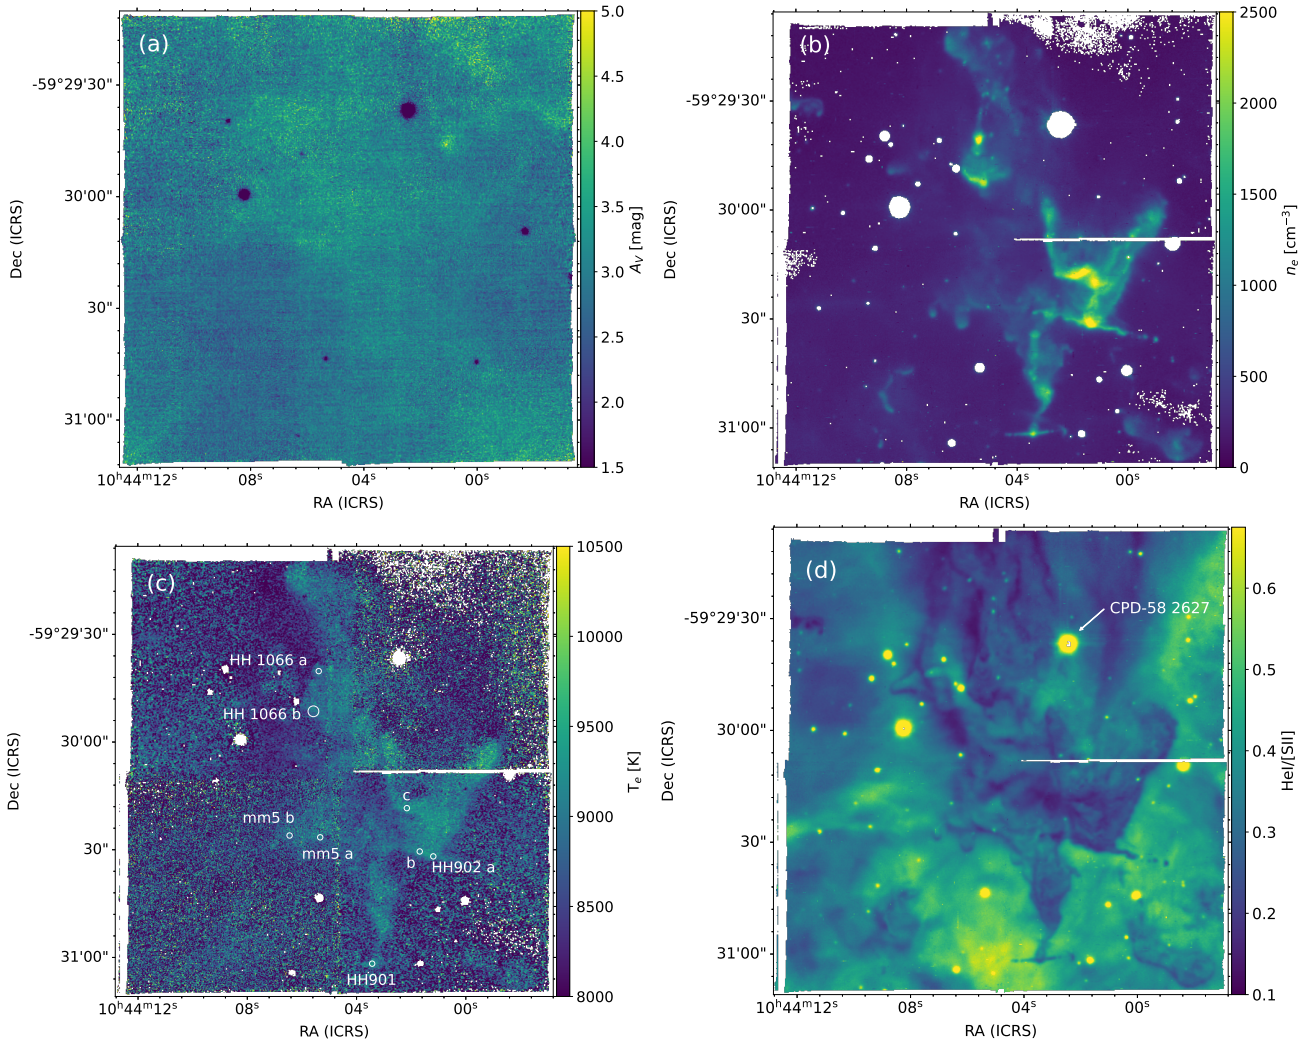 (a)
-59°29'30"
30'00"
30"
31'00"
Dec (ICRS)
10ʰ44ᵐ12ˢ
08ˢ
04ˢ
00ˢ
RA (ICRS)
5.0
4.5
4.0
3.5
3.0
2.5
2.0
1.5
A_V [mag]
(b)
-59°29'30"
30'00"
30"
31'00"
Dec (ICRS)
10ʰ44ᵐ12ˢ
08ˢ
04ˢ
00ˢ
RA (ICRS)
2500
2000
1500
1000
500
0
n_e [cm⁻³]
(c)
HH 1066 a
HH 1066 b
c
mm5 b
mm5 a
b
HH902 a
HH901
-59°29'30"
30'00"
30"
31'00"
Dec (ICRS)
10ʰ44ᵐ12ˢ
08ˢ
04ˢ
00ˢ
RA (ICRS)
10500
10000
9500
9000
8500
8000
T_e [K]
(d)
CPD-58 2627
-59°29'30"
30'00"
30"
31'00"
Dec (ICRS)
10ʰ44ᵐ12ˢ
08ˢ
04ˢ
00ˢ
RA (ICRS)
0.6
0.5
0.4
0.3
0.2
0.1
HeI/[SII]